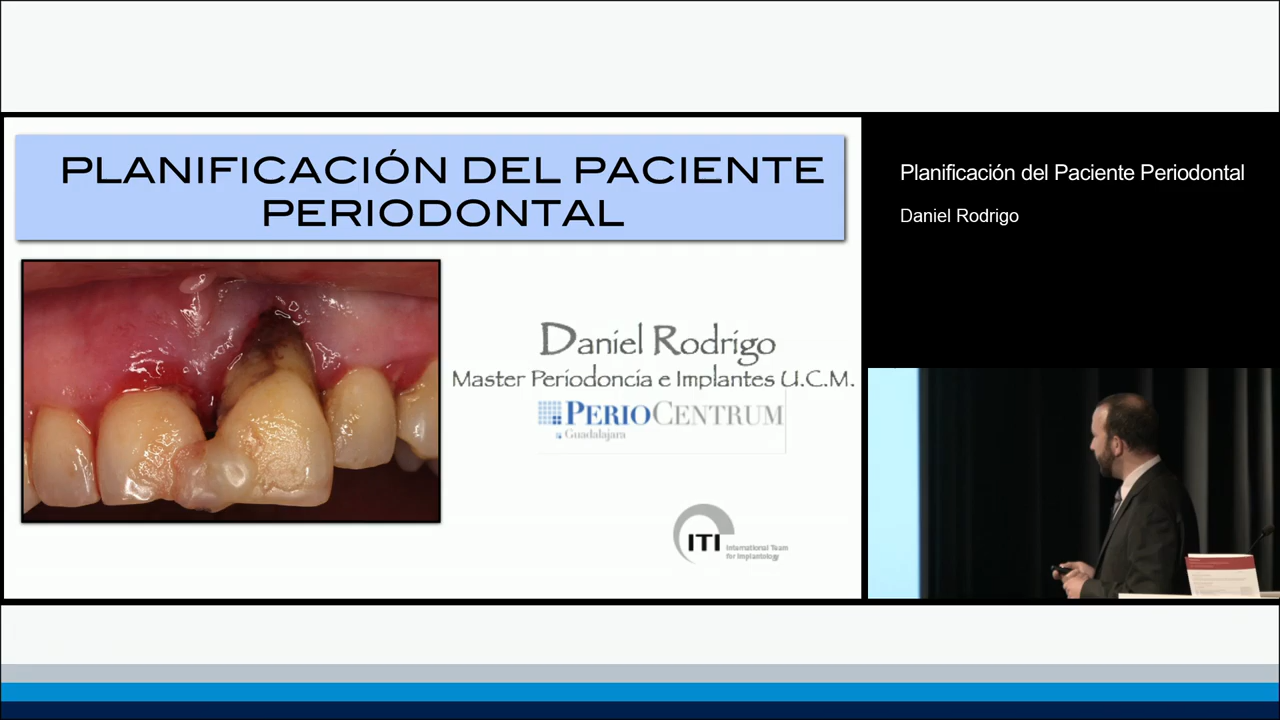 PLANIFICACIÓN DEL PACIENTE
PERIODONTAL
Daniel Rodrigo
Master Periodoncia e Implantes U.C.M.
PERIOCENTRUM
Guadalajara
ITI International Team
for Implantology
Planificación del Paciente Periodontal
Daniel Rodrigo